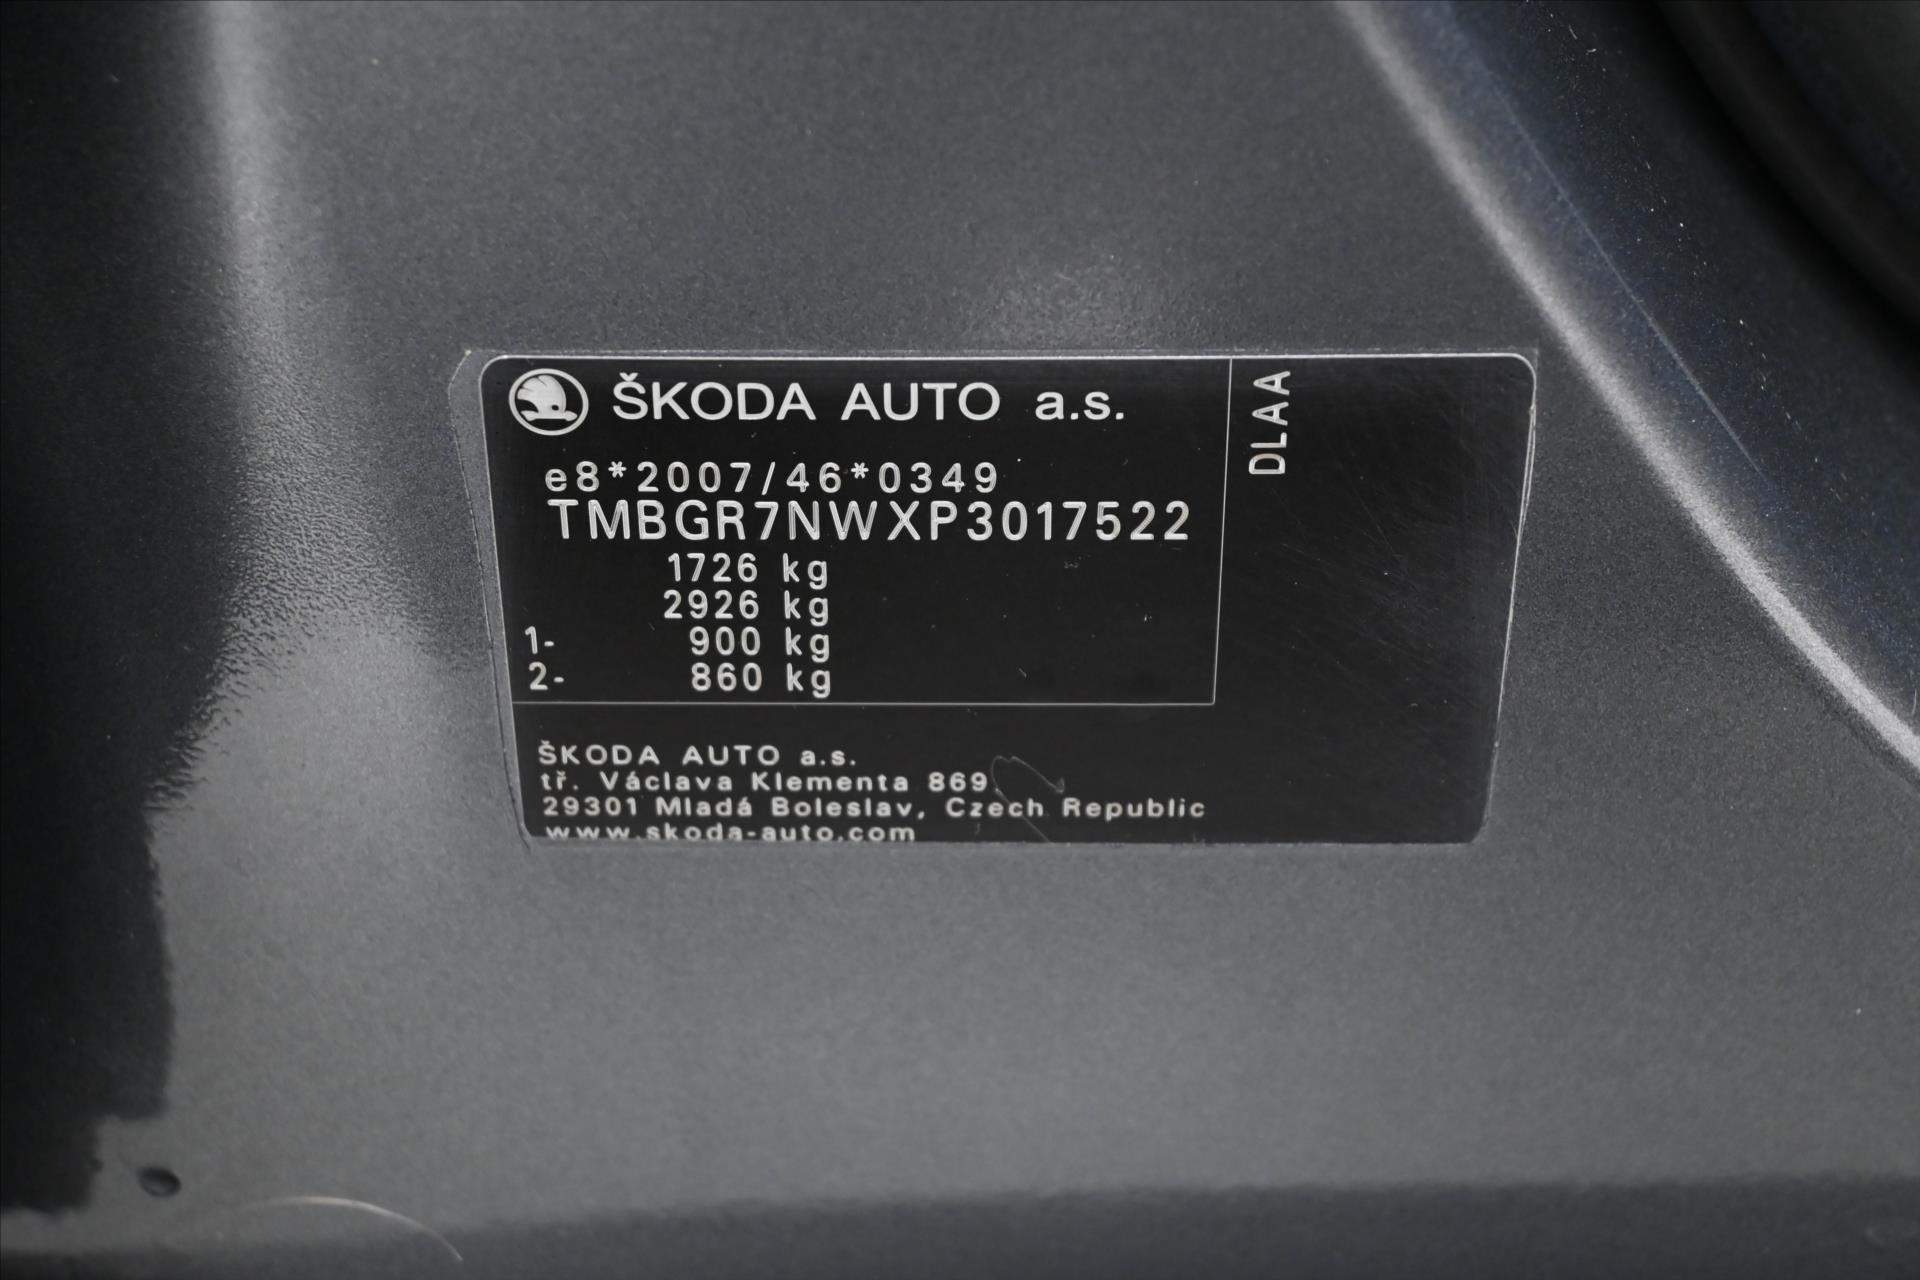 ŠKODA AUTO a.s.
e8*2007/46*0349
TMBGR7NWXP3017522
1726 kg
2926 kg
1- 900 kg
2- 860 kg
DLAA
ŠKODA AUTO a.s.
tř. Václava Klementa 869
29301 Mladá Boleslav, Czech Republic
www.skoda-auto.com